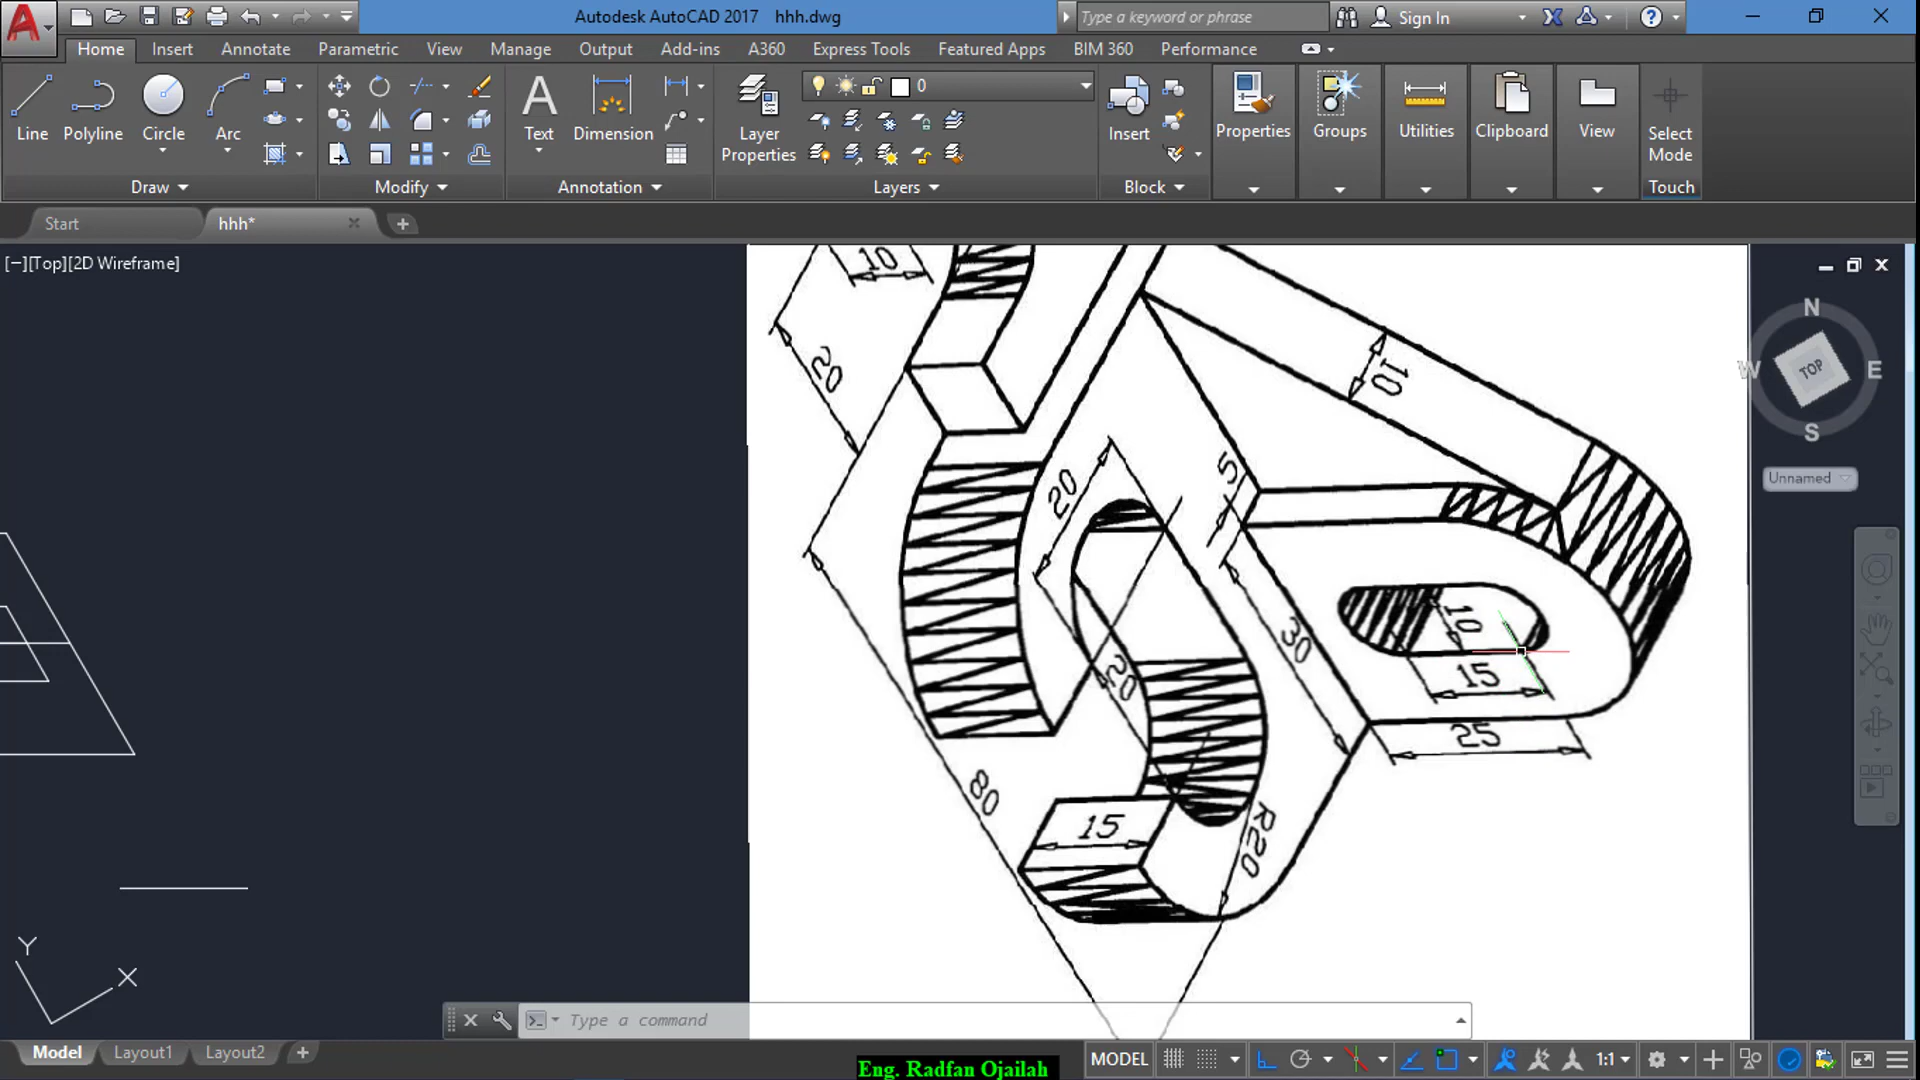 Autodesk AutoCAD 2017 hhh.dwg
Type a keyword or phrase
Sign In
Home Insert Annotate Parametric View Manage Output Add-ins A360 Express Tools Featured Apps BIM 360 Performance
Line Polyline Circle Arc
Text Dimension
Layer Properties
0
Insert
Properties Groups Utilities Clipboard View
Select Mode
Draw Modify Annotation Layers Block Touch
Start hhh*
[−][Top][2D Wireframe]
10
20
10
20
5
30
10
15
25
20
80
15
R20
N
W TOP E
S
Unnamed
Y
X
Type a command
Model Layout1 Layout2
MODEL
1:1
Eng. Radfan Ojailah